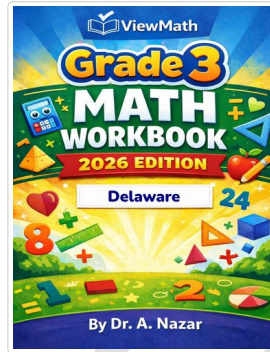 ViewMath
Grade 3
MATH
WORKBOOK
2026 EDITION
Delaware
24
8
1
2
By Dr. A. Nazar